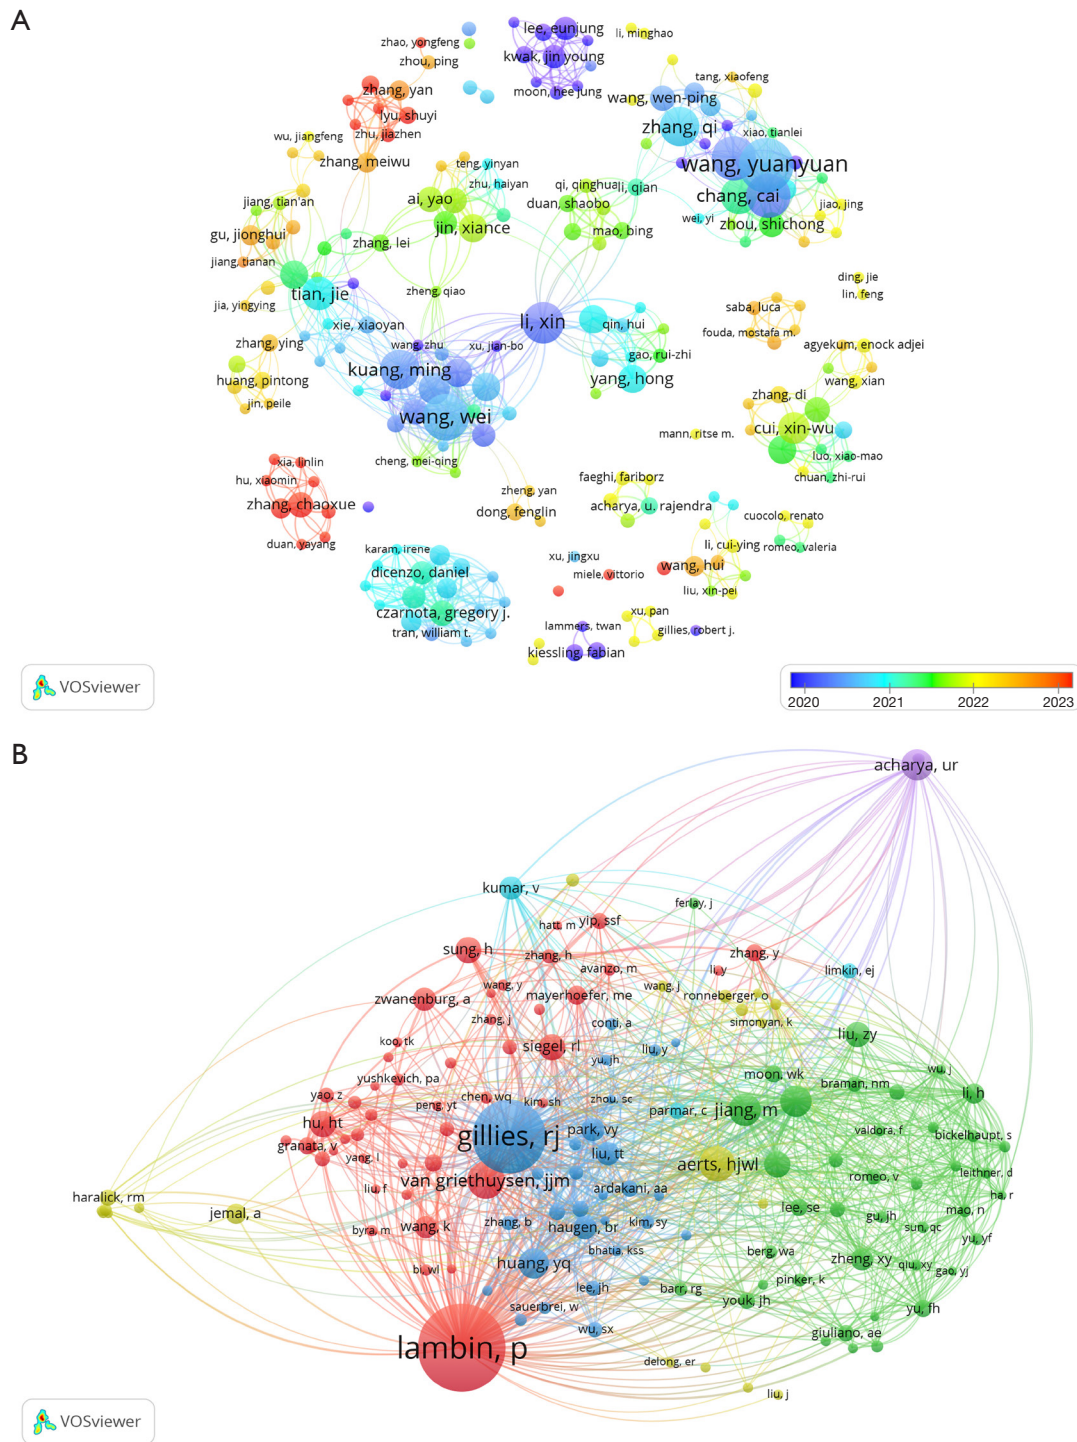 A
zhao, yongfeng
zhou, ping
zhang, yan
lyu, shuyi
zhu, jiazhen
zhang, meiwu
wu, jiangfeng
lee, eunjung
kwak, jin young
moon, hee jung
li, minghao
tang, xiaofeng
wang, wen-ping
zhang, qi
xiao, tianlei
wang, yuanyuan
chang, cai
wei, yi
jiao, jing
zhou, shichong
teng, yinyan
zhu, haiyan
ai, yao
jin, xiance
qi, qinghua
li, qian
duan, shaobo
mao, bing
jiang, tian'an
gu, jionghui
jiang, tianan
zhang, lei
zheng, qiao
tian, jie
jia, yingying
xie, xiaoyan
li, xin
qin, hui
gao, rui-zhi
yang, hong
ding, jie
lin, feng
saba, luca
fouda, mostafa m.
agyekum, enock adjei
wang, xian
zhang, ying
huang, pintong
jin, peile
wang, zhu
xu, jian-bo
kuang, ming
wang, wei
cheng, mei-qing
zhang, di
cui, xin-wu
luo, xiao-mao
chuan, zhi-rui
mann, ritse m.
xia, linlin
hu, xiaomin
zhang, chaoxue
duan, yayang
zheng, yan
dong, fenglin
faeghi, fariborz
acharya, u. rajendra
cuocolo, renato
romeo, valeria
li, cui-ying
wang, hui
liu, xin-pei
karam, irene
dicenzo, daniel
czarnota, gregory j.
tran, william t.
xu, jingxu
miele, vittorio
xu, pan
lammers, twan
kiessling, fabian
gillies, robert j.
VOSviewer
2020 2021 2022 2023
B
acharya, ur
kumar, v
ferlay, j
hatt, m
yip, ssf
sung, h
zhang, h
avanzo, m
zhang, y
li, y
limkin, ej
wang, y
zwanenburg, a
mayerhoefer, me
wang, j
ronneberger, o
zhang, j
conti, a
simonyan, k
liu, zy
koo, tk
siegel, rl
yu, jh
liu, y
moon, wk
wu, j
yushkevich, pa
braman, nm
li, h
yao, z
chen, wq
kim, sh
zhou, sc
parmar, c
jiang, m
peng, yt
hu, ht
gillies, rj
park, vy
valdora, f
bickelhaupt, s
granata, v
yang, l
liu, tt
aerts, hjwl
leithner, d
van griethuysen, jjm
ardakani, aa
romeo, v
ha, r
liu, f
haralick, rm
jemal, a
byra, m
wang, k
zhang, b
haugen, br
kim, sy
lee, se
gu, jh
mao, n
sun, qc
yu, yf
bhatia, kss
berg, wa
bi, wl
huang, yq
zheng, xy
qiu, xy
gao, yj
lee, jh
barr, rg
pinker, k
sauerbrei, w
youk, jh
yu, fh
wu, sx
giuliano, ae
lambin, p
delong, er
liu, j
VOSviewer